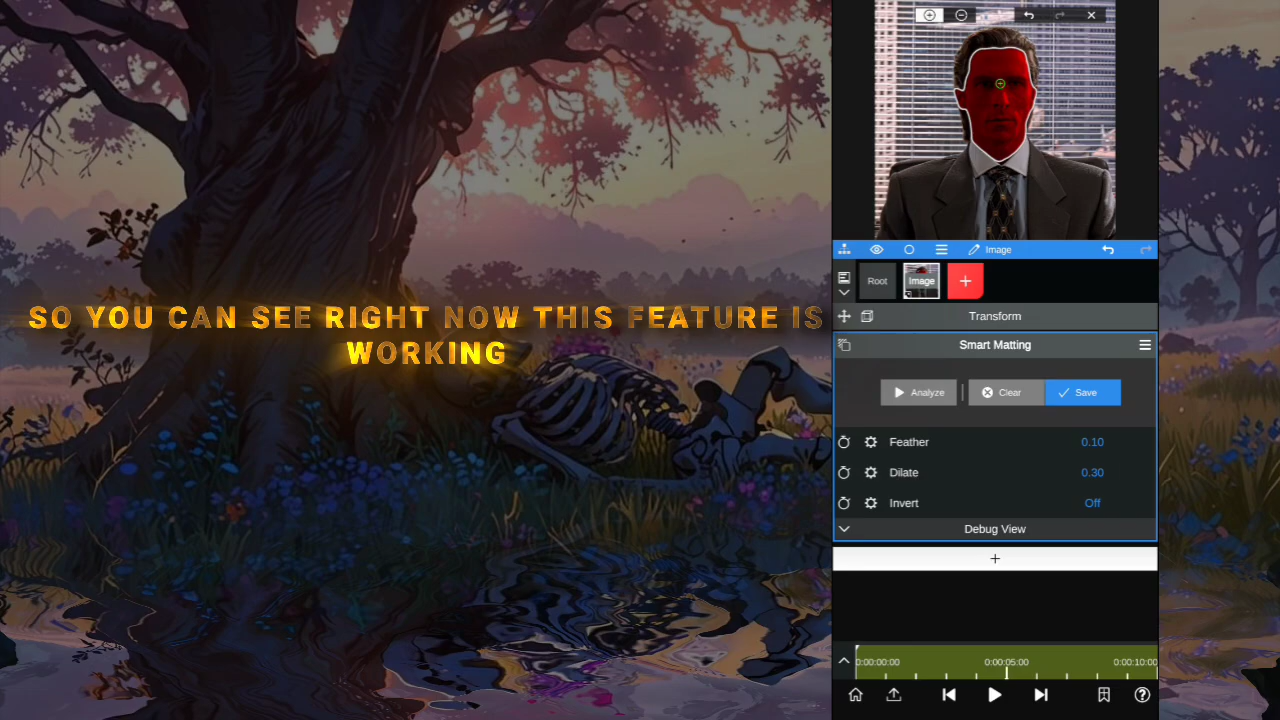 SO YOU CAN SEE RIGHT NOW THIS FEATURE IS
WORKING
Image
Root
Image
Transform
Smart Matting
Analyze
Clear
Save
Feather 0.10
Dilate 0.30
Invert Off
Debug View
0:00:00:00 0:00:05:00 0:00:10:00